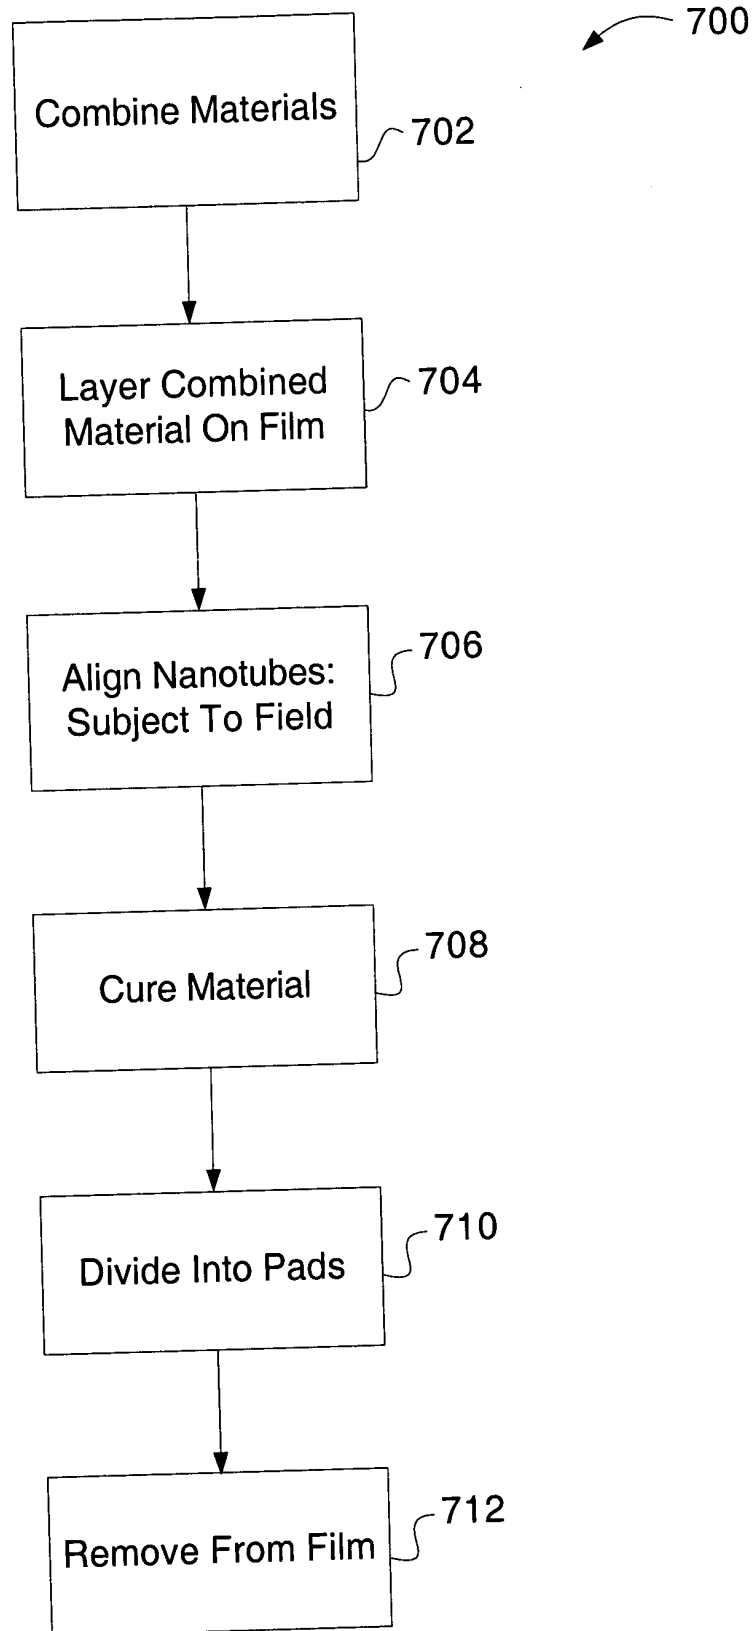 700
Combine Materials
702
Layer Combined
Material On Film
704
Align Nanotubes:
Subject To Field
706
Cure Material
708
Divide Into Pads
710
Remove From Film
712